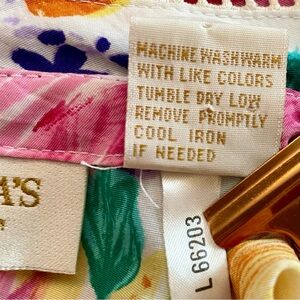 MACHINE WASH WARM
WITH LIKE COLORS
TUMBLE DRY LOW
REMOVE PROMPTLY
COOL IRON
IF NEEDED
A'S
L 66203